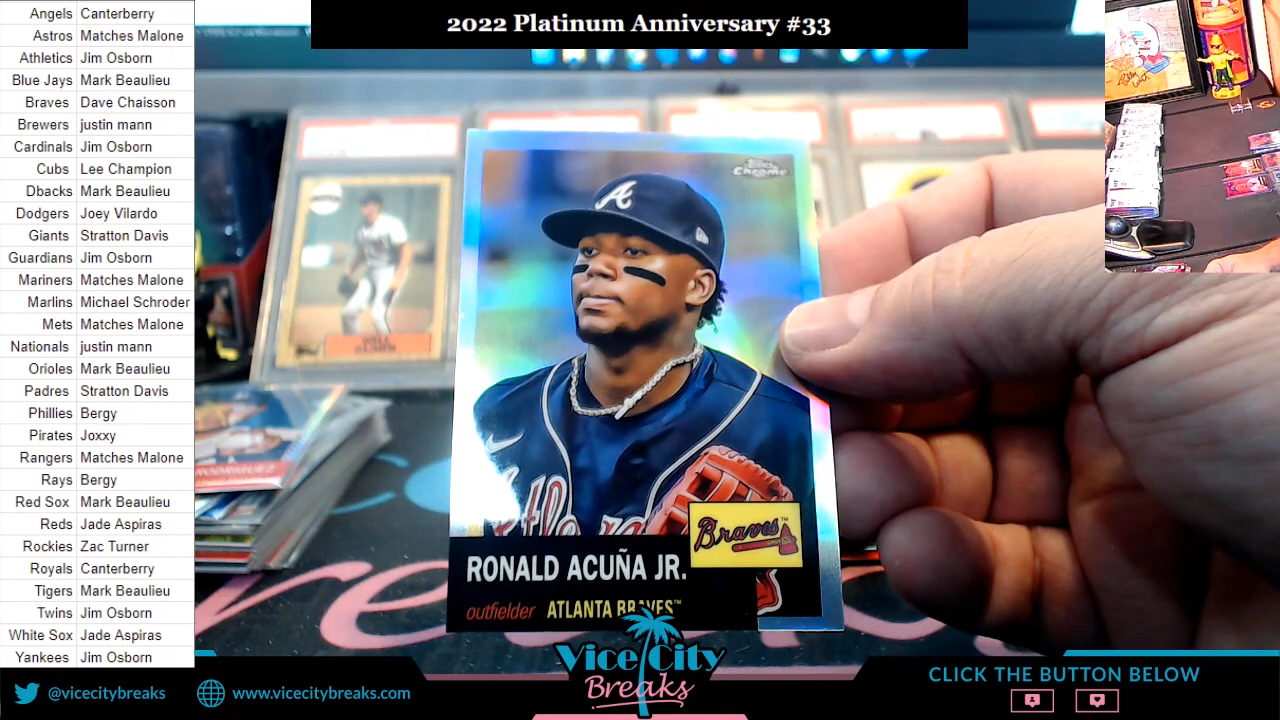 2022 Platinum Anniversary #33
Angels Canterberry
Astros Matches Malone
Athletics Jim Osborn
Blue Jays Mark Beaulieu
Braves Dave Chaisson
Brewers justin mann
Cardinals Jim Osborn
Cubs Lee Champion
Dbacks Mark Beaulieu
Dodgers Joey Vilardo
Giants Stratton Davis
Guardians Jim Osborn
Mariners Matches Malone
Marlins Michael Schroder
Mets Matches Malone
Nationals justin mann
Orioles Mark Beaulieu
Padres Stratton Davis
Phillies Bergy
Pirates Joxxy
Rangers Matches Malone
Rays Bergy
Red Sox Mark Beaulieu
Reds Jade Aspiras
Rockies Zac Turner
Royals Canterberry
Tigers Mark Beaulieu
Twins Jim Osborn
White Sox Jade Aspiras
Yankees Jim Osborn
Topps
Chrome
A
Braves™
RONALD ACUÑA JR.
outfielder ATLANTA BRAVES™
RODRIGUEZ
Vice City
Breaks
@vicecitybreaks
www.vicecitybreaks.com
CLICK THE BUTTON BELOW